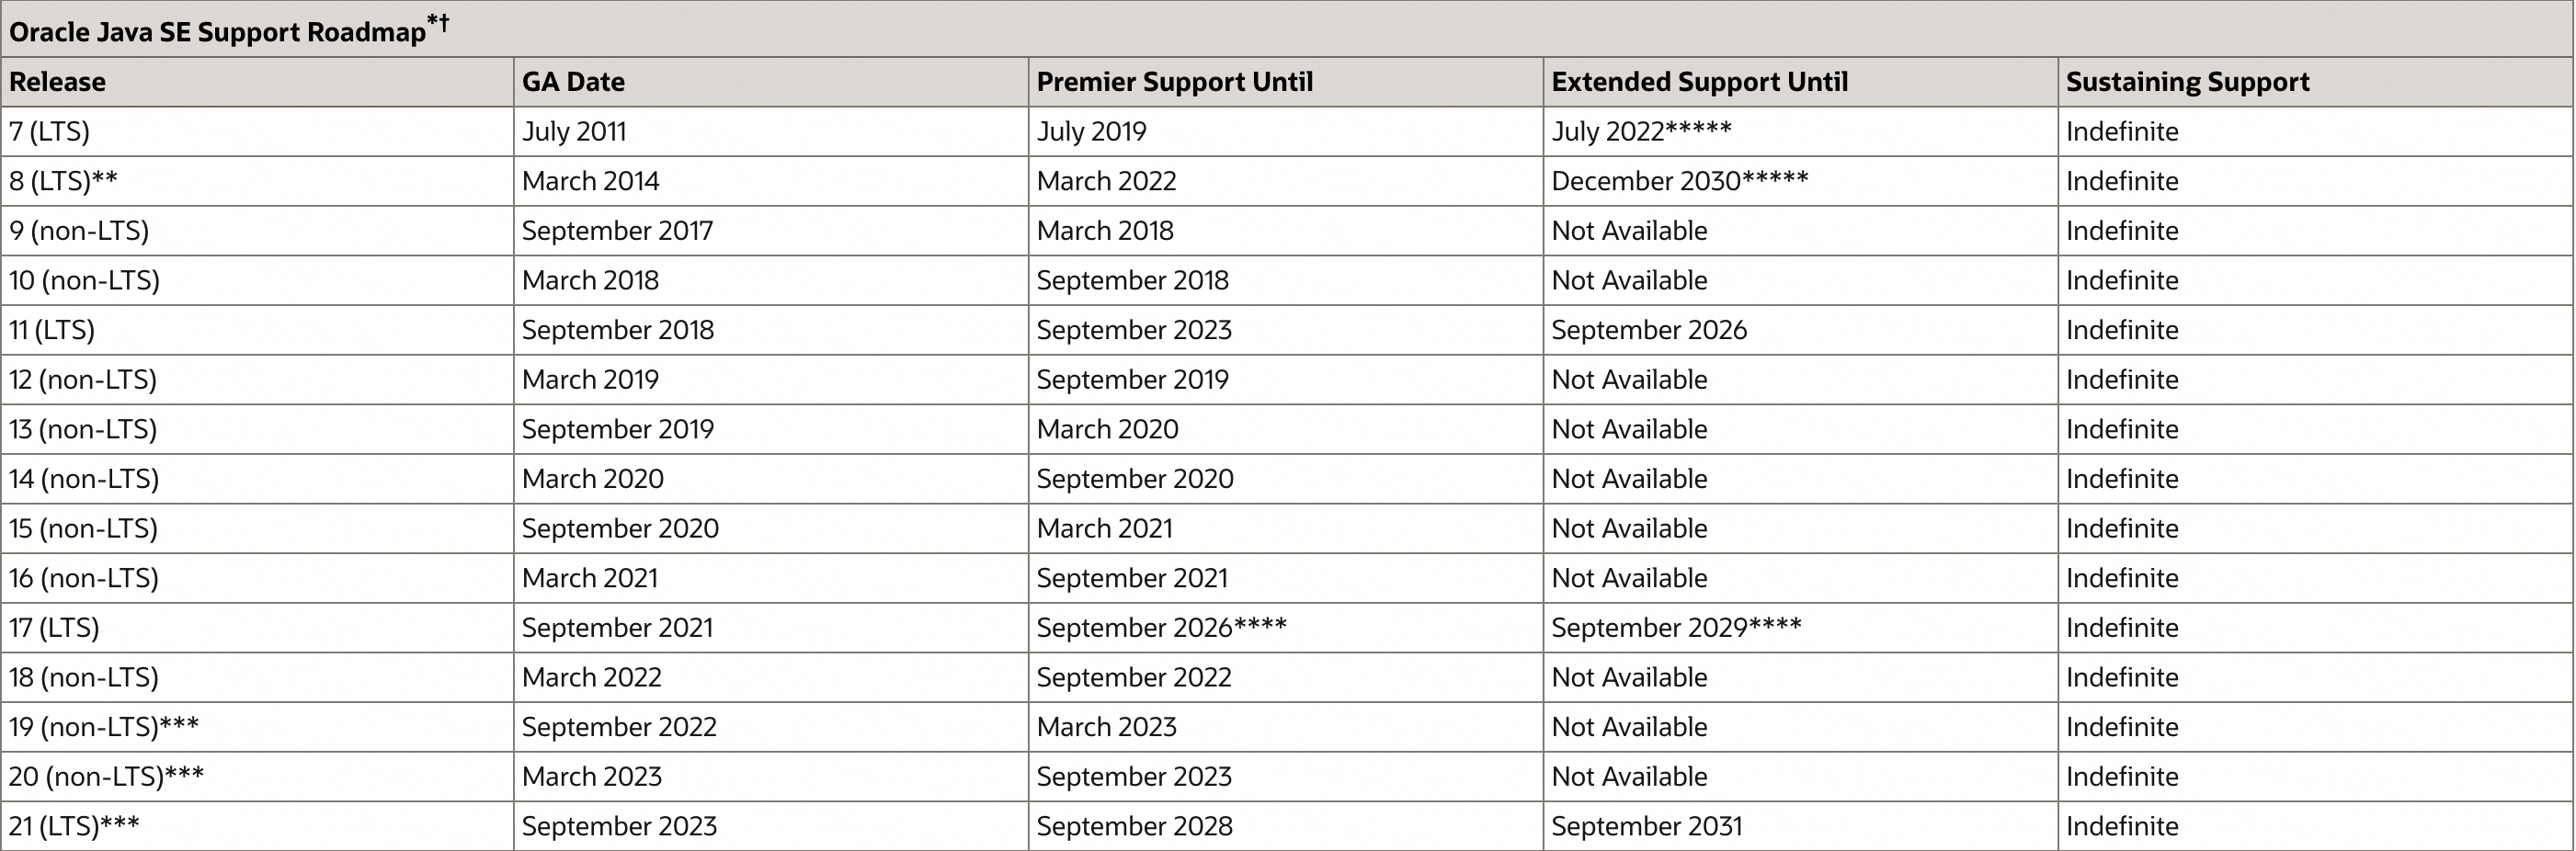 Oracle Java SE Support Roadmap*†
Release GA Date Premier Support Until Extended Support Until Sustaining Support
7 (LTS) July 2011 July 2019 July 2022***** Indefinite
8 (LTS)** March 2014 March 2022 December 2030***** Indefinite
9 (non-LTS) September 2017 March 2018 Not Available Indefinite
10 (non-LTS) March 2018 September 2018 Not Available Indefinite
11 (LTS) September 2018 September 2023 September 2026 Indefinite
12 (non-LTS) March 2019 September 2019 Not Available Indefinite
13 (non-LTS) September 2019 March 2020 Not Available Indefinite
14 (non-LTS) March 2020 September 2020 Not Available Indefinite
15 (non-LTS) September 2020 March 2021 Not Available Indefinite
16 (non-LTS) March 2021 September 2021 Not Available Indefinite
17 (LTS) September 2021 September 2026**** September 2029**** Indefinite
18 (non-LTS) March 2022 September 2022 Not Available Indefinite
19 (non-LTS)*** September 2022 March 2023 Not Available Indefinite
20 (non-LTS)*** March 2023 September 2023 Not Available Indefinite
21 (LTS)*** September 2023 September 2028 September 2031 Indefinite